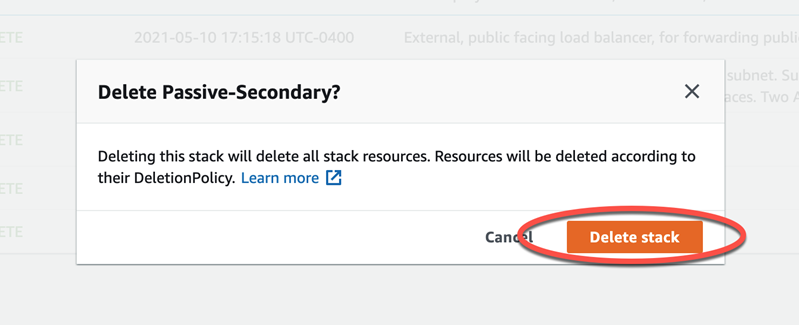 ETE
2021-05-10 17:15:18 UTC-0400
External, public facing load balancer, for forwarding publi
ETE
subnet. Su
Delete Passive-Secondary?
aces. Two A
ETE
Deleting this stack will delete all stack resources. Resources will be deleted according to
their DeletionPolicy. Learn more
ETE
ETE
Cancel
Delete stack